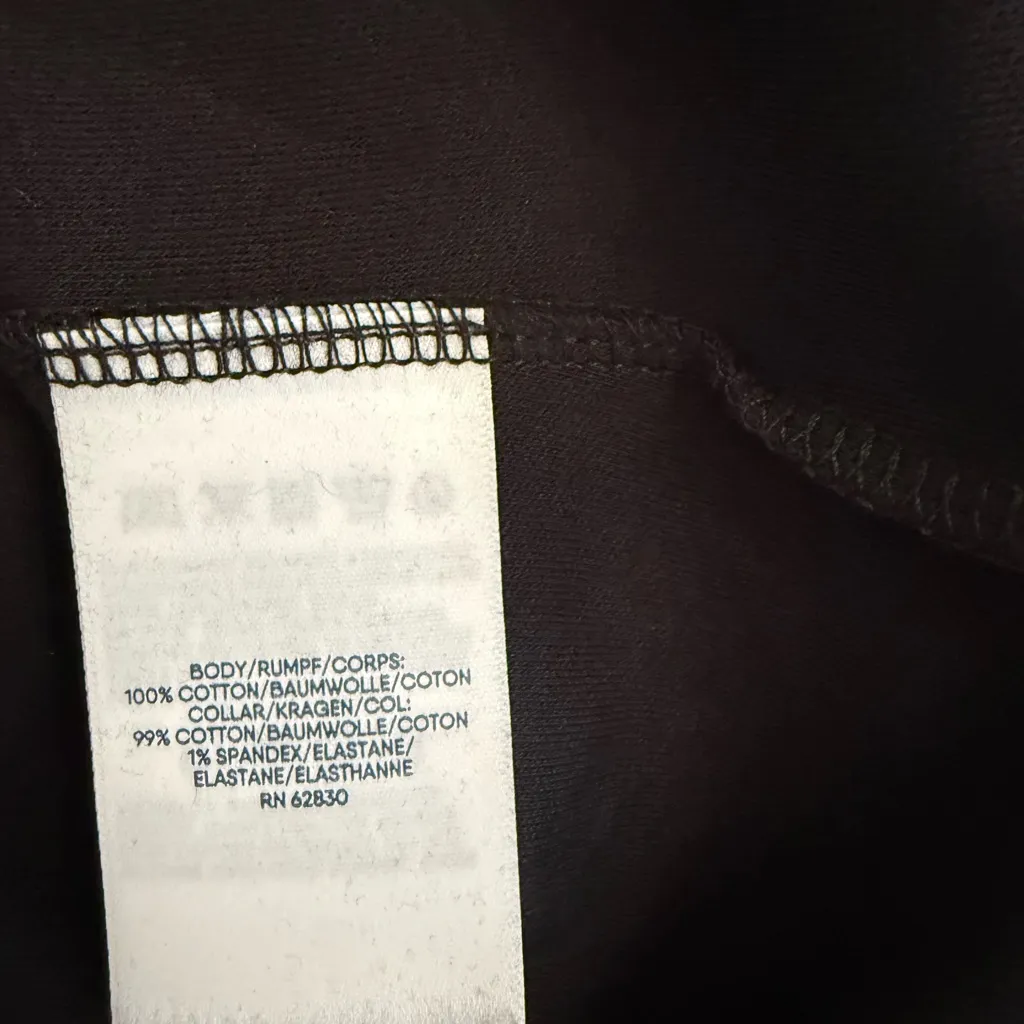 BODY/RUMPF/CORPS:
100% COTTON/BAUMWOLLE/COTON
COLLAR/KRAGEN/COL:
99% COTTON/BAUMWOLLE/COTON
1% SPANDEX/ELASTANE/
ELASTANE/ÉLASTHANNE
RN 62830